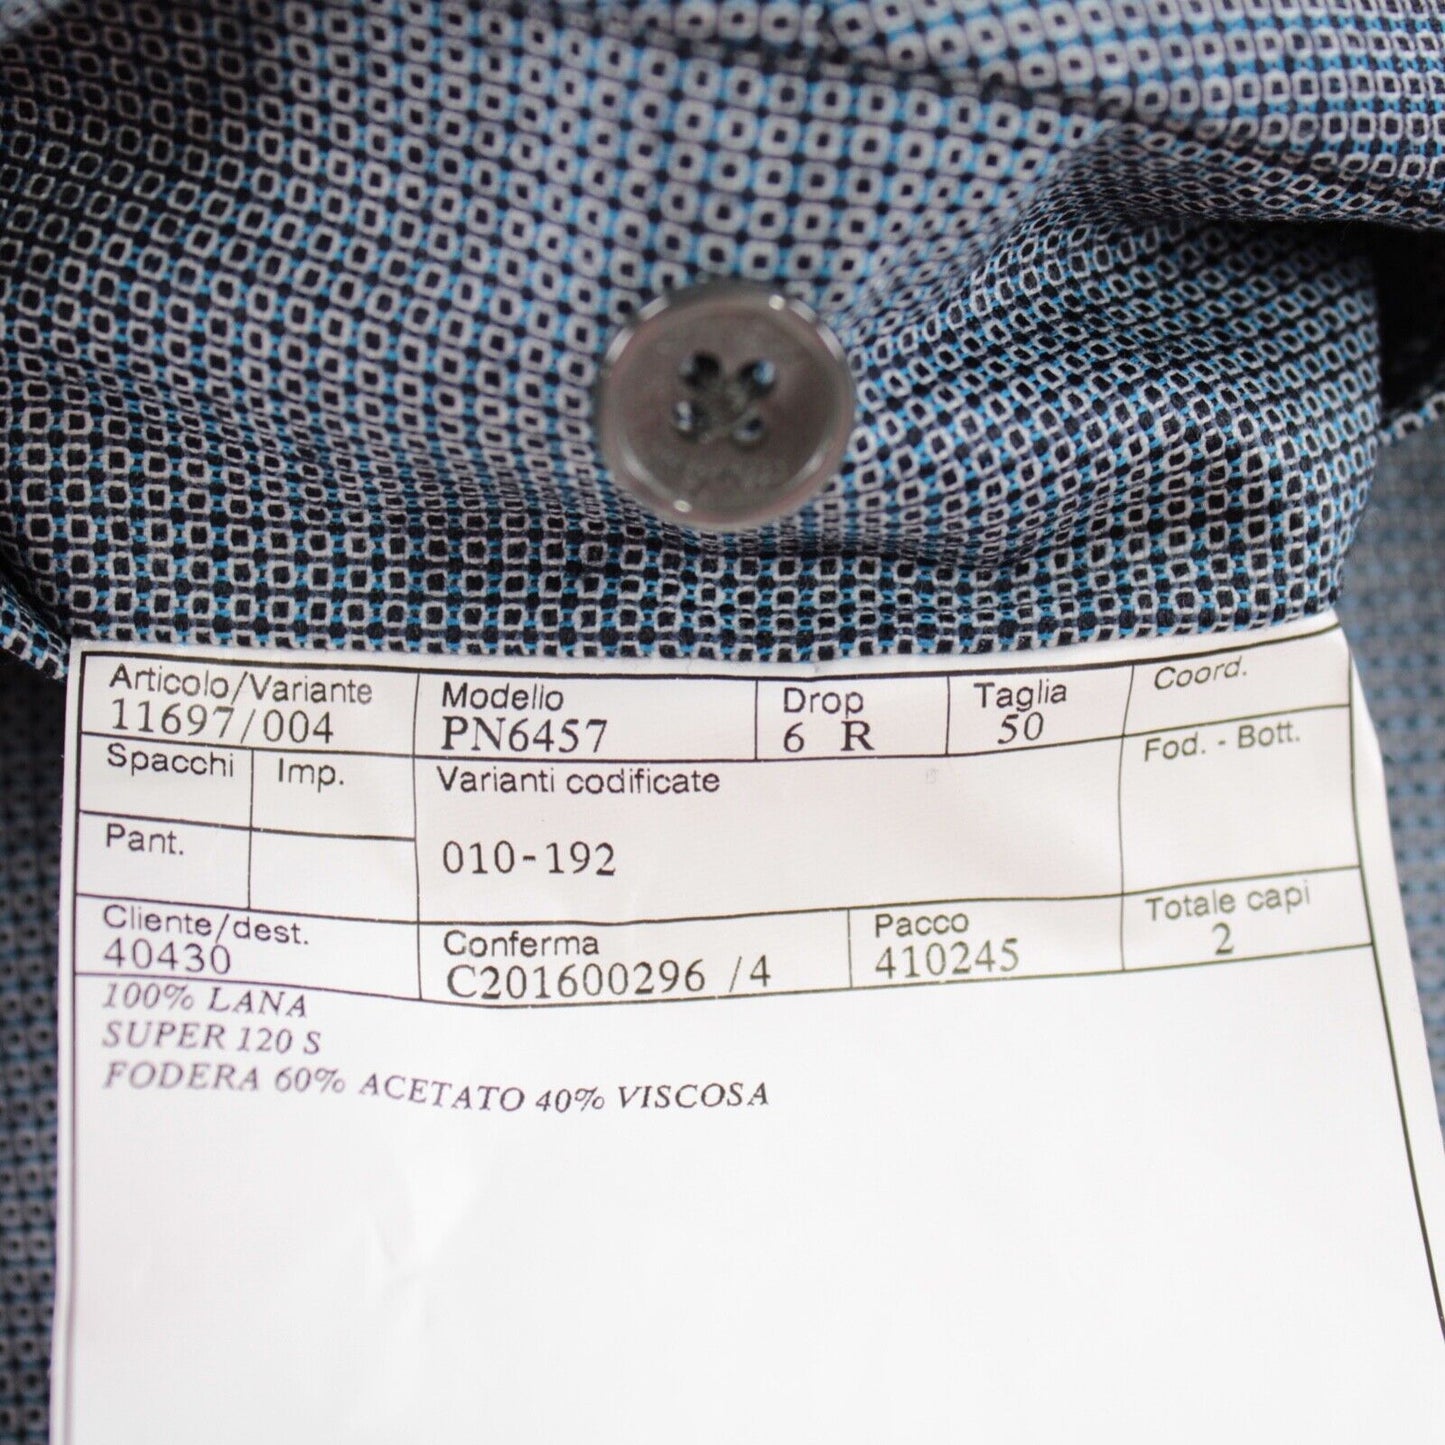 Articolo/Variante Modello Drop Taglia Coord.
11697/004 PN6457 6 R 50
Spacchi Imp. Varianti codificate Fod. - Bott.
Pant.
010-192
Cliente/dest. Conferma Pacco Totale capi
40430 C201600296 /4 410245 2
100% LANA
SUPER 120 S
FODERA 60% ACETATO 40% VISCOSA